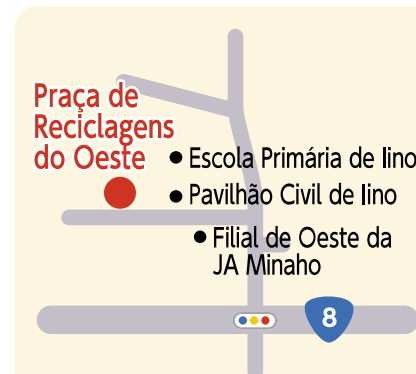 Praça de
Reciclagens
do Oeste
Escola Primária de Iino
Pavilhão Civil de Iino
Filial de Oeste da
JA Minaho
8